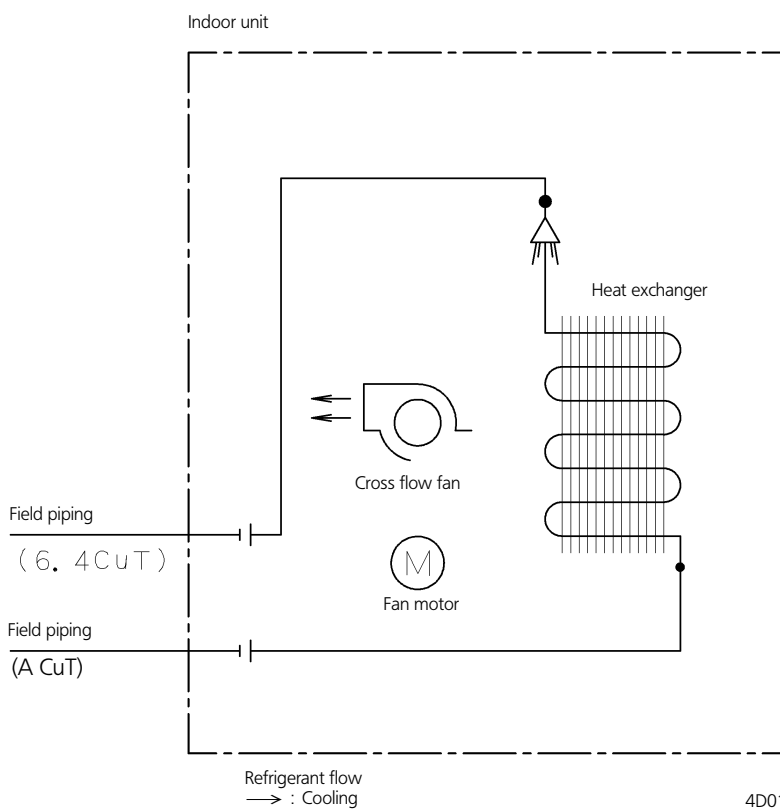 Indoor unit
Heat exchanger
Cross flow fan
Field piping
(6. 4CuT)
M
Fan motor
Field piping
(A CuT)
Refrigerant flow
→ : Cooling
4D01